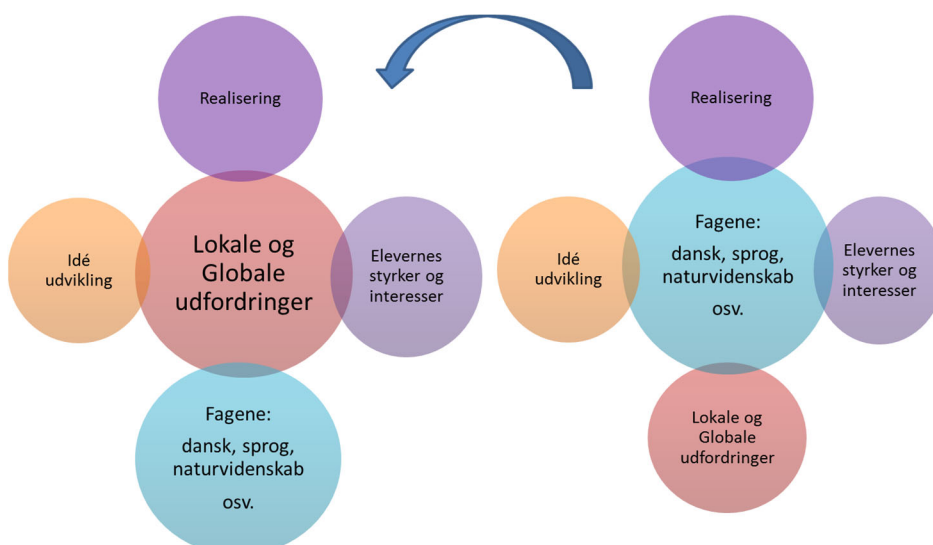 Realisering
Idé
udvikling
Lokale og
Globale
udfordringer
Elevernes
styrker og
interesser
Fagene:
dansk, sprog,
naturvidenskab
osv.
Realisering
Idé
udvikling
Fagene:
dansk, sprog,
naturvidenskab
osv.
Elevernes
styrker og
interesser
Lokale og
Globale
udfordringer